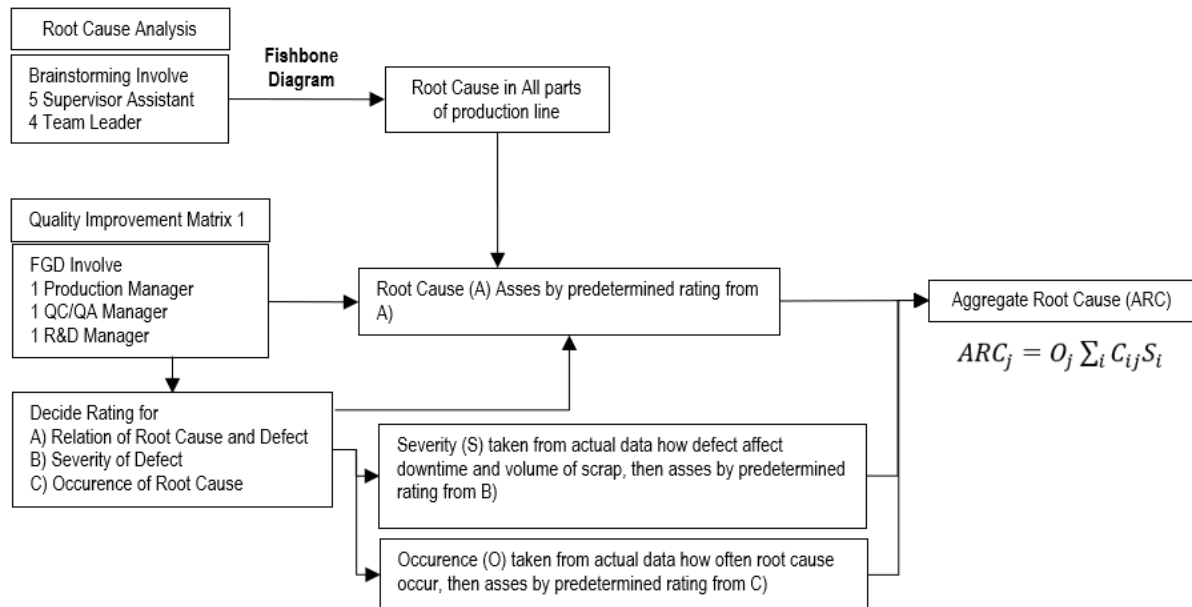 Root Cause Analysis
Brainstorming Involve
5 Supervisor Assistant
4 Team Leader
Fishbone
Diagram
Root Cause in All parts
of production line
Quality Improvement Matrix 1
FGD Involve
1 Production Manager
1 QC/QA Manager
1 R&D Manager
Root Cause (A) Asses by predetermined rating from
A)
Aggregate Root Cause (ARC)
ARC_j = O_j ∑_i C_{ij}S_i
Decide Rating for
A) Relation of Root Cause and Defect
B) Severity of Defect
C) Occurence of Root Cause
Severity (S) taken from actual data how defect affect
downtime and volume of scrap, then asses by predetermined
rating from B)
Occurence (O) taken from actual data how often root cause
occur, then asses by predetermined rating from C)